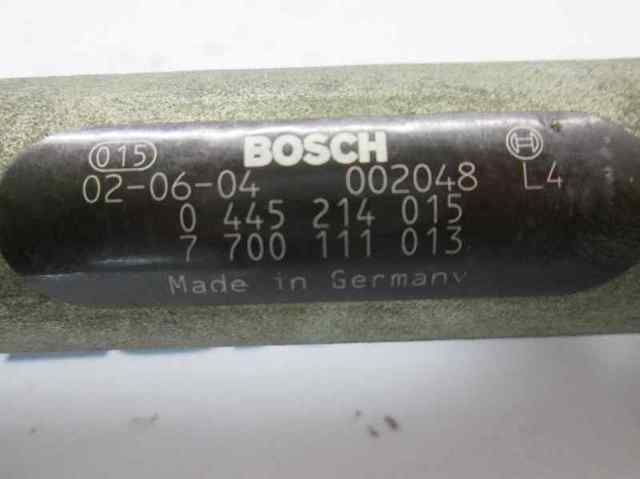 015 BOSCH
02-06-04 002048 L4
0 445 214 015
7 700 111 013
Made in Germany